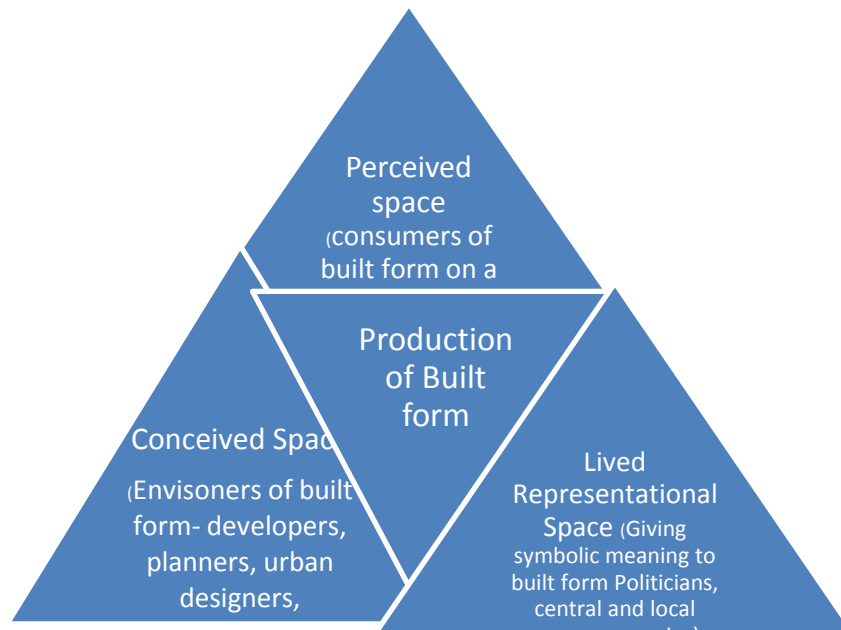 Perceived
space
(consumers of
built form on a
Production
of Built
form
Conceived Spac
(Envisoners of built
form- developers,
planners, urban
designers,
Lived
Representational
Space (Giving
symbolic meaning to
built form Politicians,
central and local